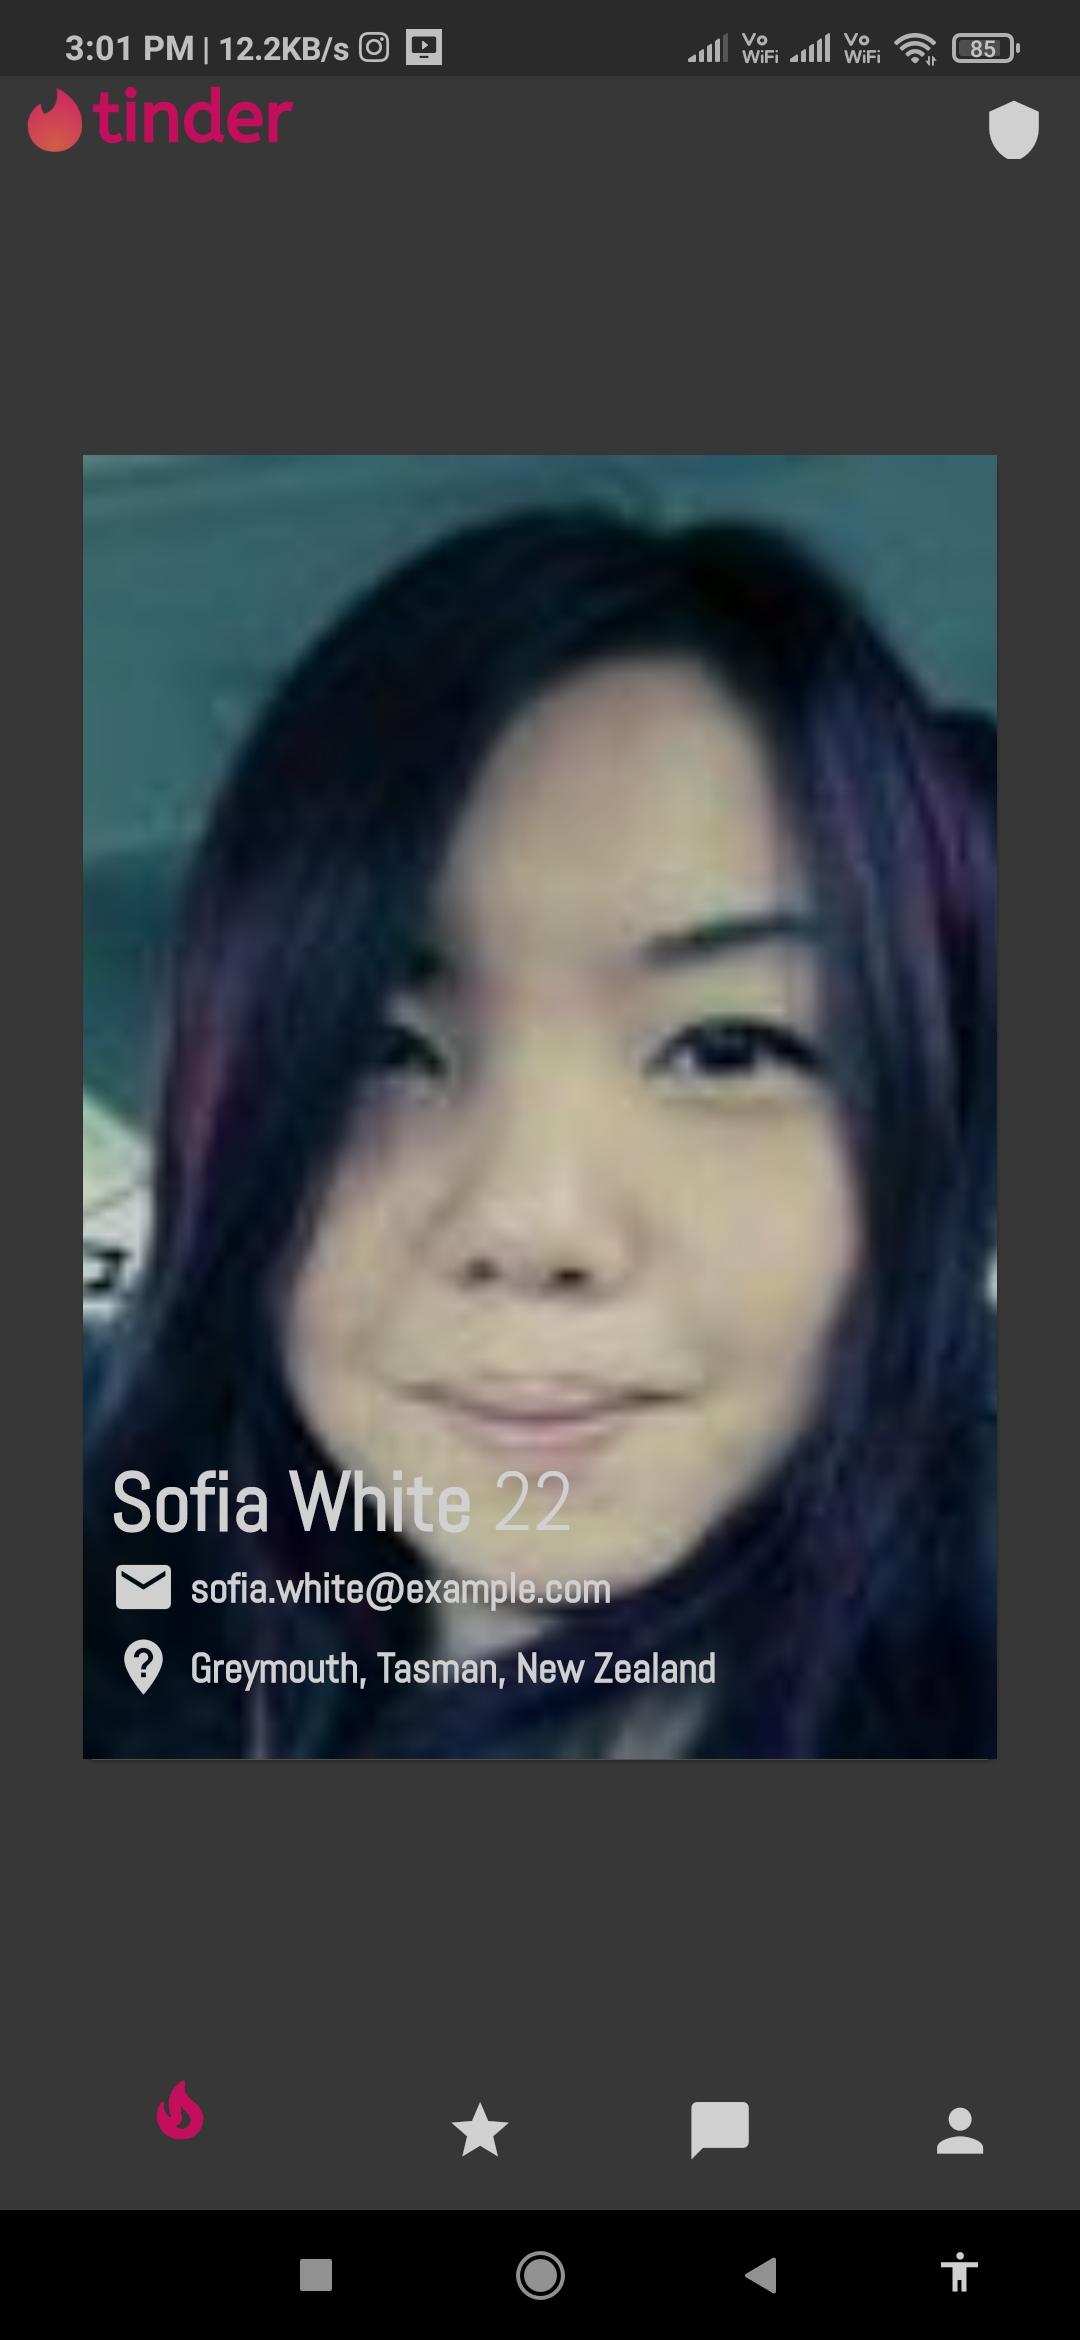 3:01 PM | 12.2KB/s Vo WiFi Vo WiFi 85
tinder
Sofia White 22
sofia.white@example.com
Greymouth, Tasman, New Zealand